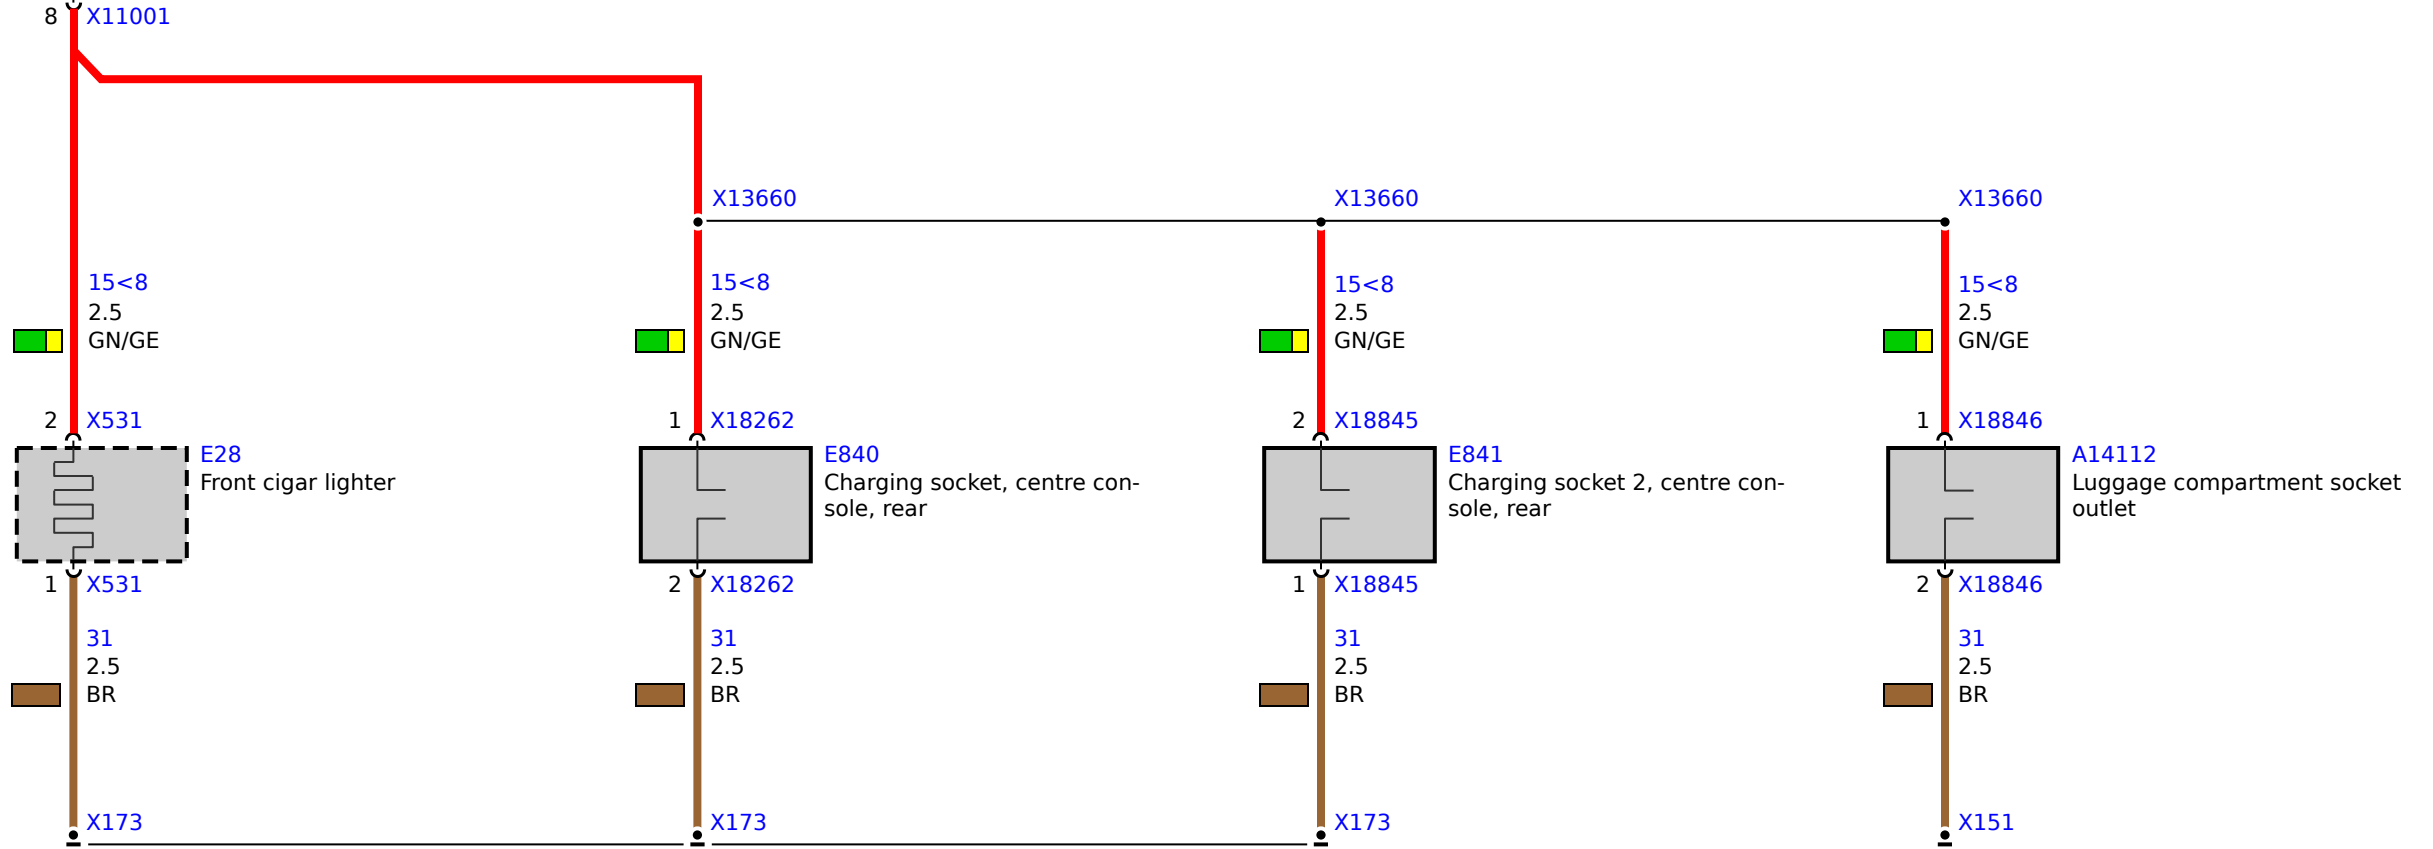 8 X11001
X13660 X13660 X13660
15<8 15<8 15<8 15<8
2.5 2.5 2.5 2.5
GN/GE GN/GE GN/GE GN/GE
2 X531 1 X18262 2 X18845 1 X18846
E28 E840 E841 A14112
Front cigar lighter Charging socket, centre con- Charging socket 2, centre con- Luggage compartment socket
sole, rear sole, rear outlet
1 X531 2 X18262 1 X18845 2 X18846
31 31 31 31
2.5 2.5 2.5 2.5
BR BR BR BR
X173 X173 X173 X151